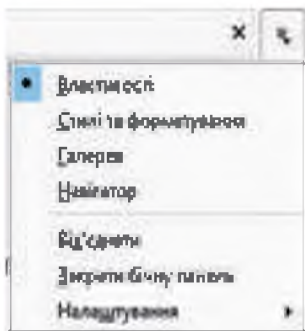 Властивості
Стилі та форматування
Галерея
Навігатор
Від'єднати
Закрити бічну панель
Налаштування